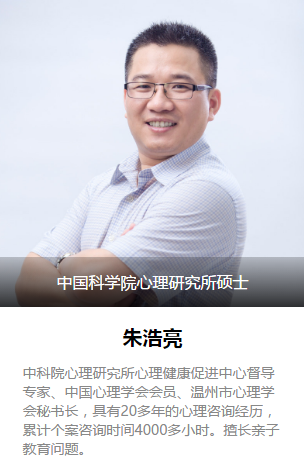 中国科学院心理研究所硕士
朱浩亮
中科院心理研究所心理健康促进中心督导
专家、中国心理学会会员、温州市心理学
会秘书长，具有20多年的心理咨询经历，
累计个案咨询时间4000多小时。擅长亲子
教育问题。